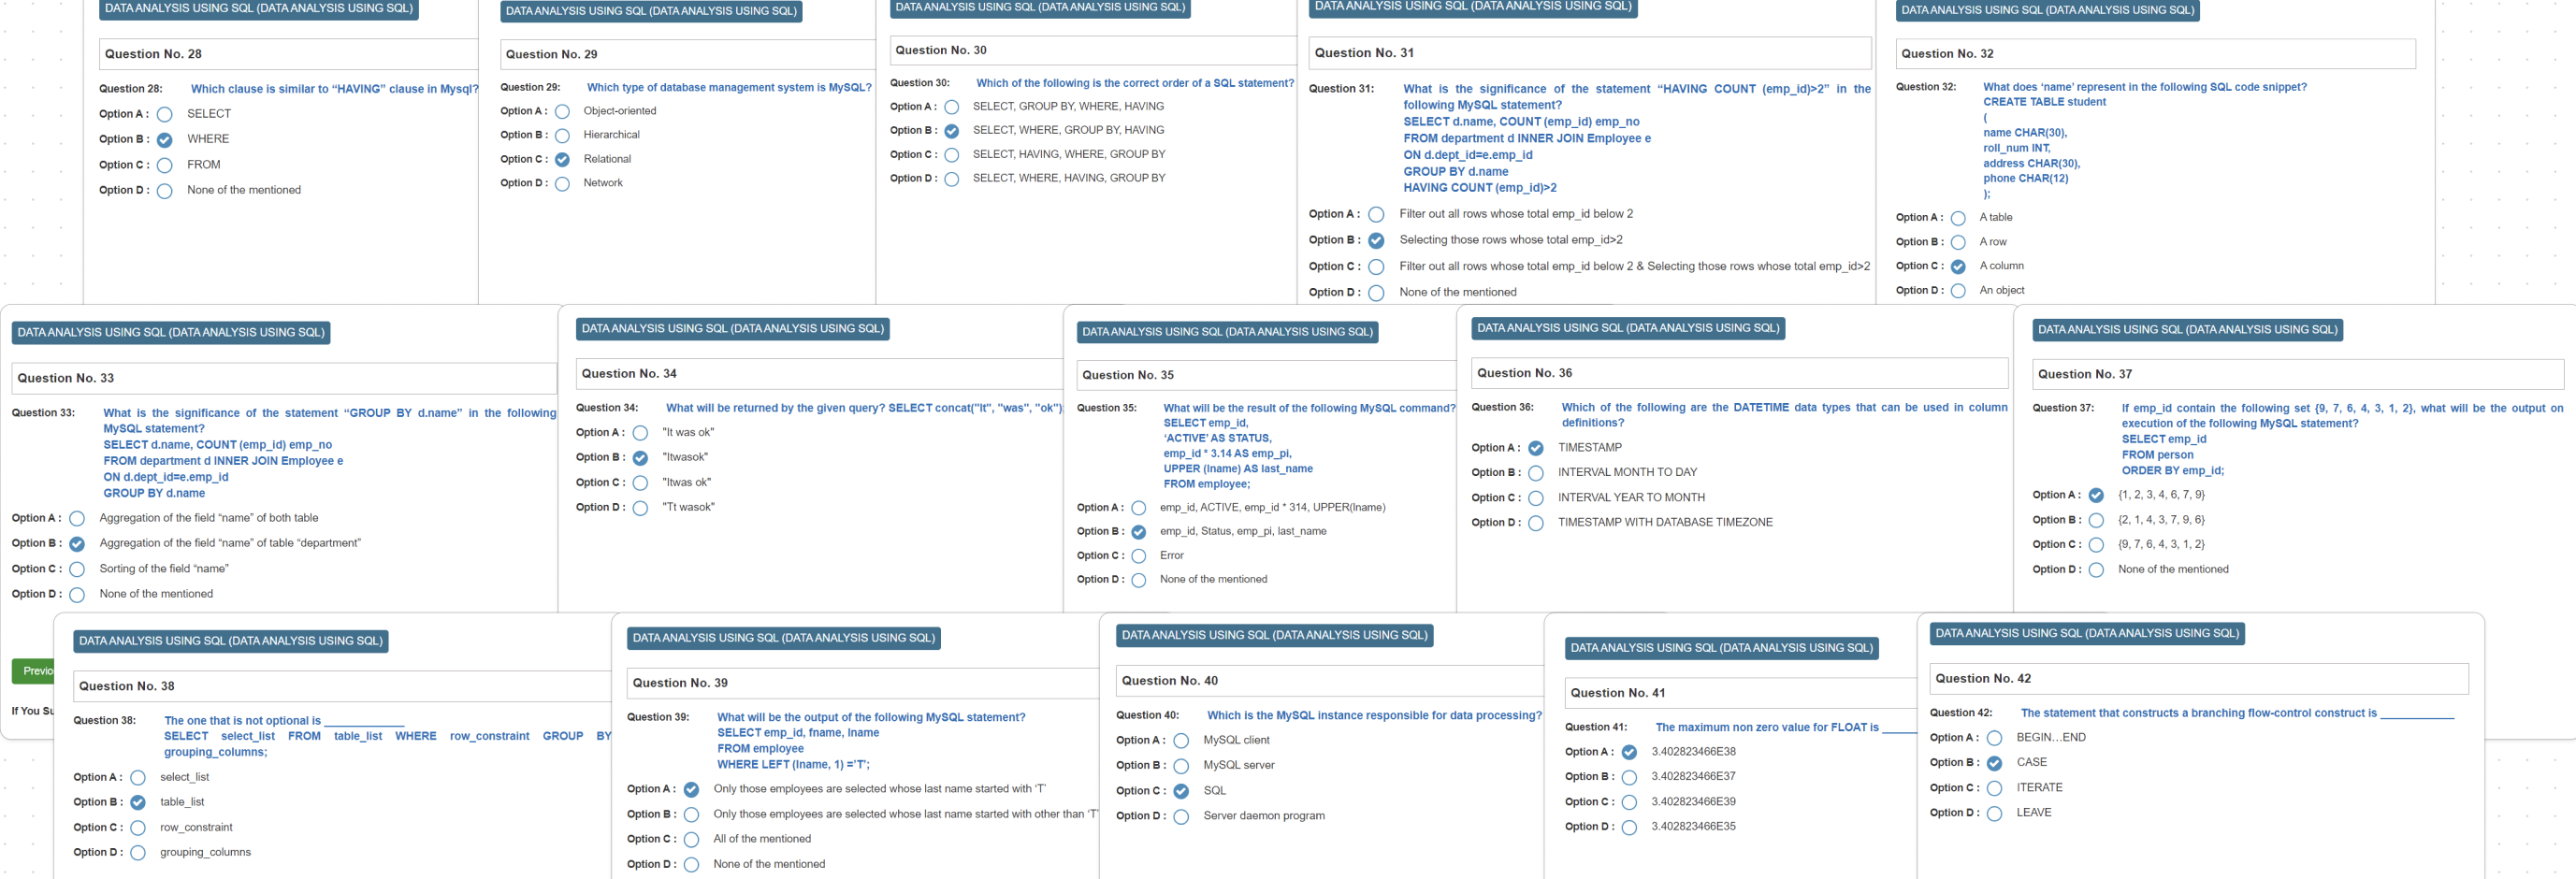 DATA ANALYSIS USING SQL (DATA ANALYSIS USING SQL)
Question No. 28
Question 28: Which clause is similar to “HAVING” clause in Mysql?
Option A : SELECT
Option B : WHERE
Option C : FROM
Option D : None of the mentioned
DATA ANALYSIS USING SQL (DATA ANALYSIS USING SQL)
Question No. 29
Question 29: Which type of database management system is MySQL?
Option A : Object-oriented
Option B : Hierarchical
Option C : Relational
Option D : Network
DATA ANALYSIS USING SQL (DATA ANALYSIS USING SQL)
Question No. 30
Question 30: Which of the following is the correct order of a SQL statement?
Option A : SELECT, GROUP BY, WHERE, HAVING
Option B : SELECT, WHERE, GROUP BY, HAVING
Option C : SELECT, HAVING, WHERE, GROUP BY
Option D : SELECT, WHERE, HAVING, GROUP BY
DATA ANALYSIS USING SQL (DATA ANALYSIS USING SQL)
Question No. 31
Question 31: What is the significance of the statement “HAVING COUNT (emp_id)>2” in the
following MySQL statement?
SELECT d.name, COUNT (emp_id) emp_no
FROM department d INNER JOIN Employee e
ON d.dept_id=e.emp_id
GROUP BY d.name
HAVING COUNT (emp_id)>2
Option A : Filter out all rows whose total emp_id below 2
Option B : Selecting those rows whose total emp_id>2
Option C : Filter out all rows whose total emp_id below 2 & Selecting those rows whose total emp_id>2
Option D : None of the mentioned
DATA ANALYSIS USING SQL (DATA ANALYSIS USING SQL)
Question No. 32
Question 32: What does ‘name’ represent in the following SQL code snippet?
CREATE TABLE student
(
name CHAR(30),
roll_num INT,
address CHAR(30),
phone CHAR(12)
);
Option A : A table
Option B : A row
Option C : A column
Option D : An object
DATA ANALYSIS USING SQL (DATA ANALYSIS USING SQL)
Question No. 33
Question 33: What is the significance of the statement “GROUP BY d.name” in the following
MySQL statement?
SELECT d.name, COUNT (emp_id) emp_no
FROM department d INNER JOIN Employee e
ON d.dept_id=e.emp_id
GROUP BY d.name
Option A : Aggregation of the field “name” of both table
Option B : Aggregation of the field “name” of table “department”
Option C : Sorting of the field “name”
Option D : None of the mentioned
Previo
If You Su
DATA ANALYSIS USING SQL (DATA ANALYSIS USING SQL)
Question No. 34
Question 34: What will be returned by the given query? SELECT concat("It", "was", "ok")
Option A : "It was ok"
Option B : "Itwasok"
Option C : "Itwas ok"
Option D : "Tt wasok"
DATA ANALYSIS USING SQL (DATA ANALYSIS USING SQL)
Question No. 35
Question 35: What will be the result of the following MySQL command?
SELECT emp_id,
‘ACTIVE’ AS STATUS,
emp_id * 3.14 AS emp_pi,
UPPER (lname) AS last_name
FROM employee;
Option A : emp_id, ACTIVE, emp_id * 314, UPPER(lname)
Option B : emp_id, Status, emp_pi, last_name
Option C : Error
Option D : None of the mentioned
DATA ANALYSIS USING SQL (DATA ANALYSIS USING SQL)
Question No. 36
Question 36: Which of the following are the DATETIME data types that can be used in column
definitions?
Option A : TIMESTAMP
Option B : INTERVAL MONTH TO DAY
Option C : INTERVAL YEAR TO MONTH
Option D : TIMESTAMP WITH DATABASE TIMEZONE
DATA ANALYSIS USING SQL (DATA ANALYSIS USING SQL)
Question No. 37
Question 37: If emp_id contain the following set {9, 7, 6, 4, 3, 1, 2}, what will be the output on
execution of the following MySQL statement?
SELECT emp_id
FROM person
ORDER BY emp_id;
Option A : {1, 2, 3, 4, 6, 7, 9}
Option B : {2, 1, 4, 3, 7, 9, 6}
Option C : {9, 7, 6, 4, 3, 1, 2}
Option D : None of the mentioned
DATA ANALYSIS USING SQL (DATA ANALYSIS USING SQL)
Question No. 38
Question 38: The one that is not optional is ____________
SELECT select_list FROM table_list WHERE row_constraint GROUP BY
grouping_columns;
Option A : select_list
Option B : table_list
Option C : row_constraint
Option D : grouping_columns
DATA ANALYSIS USING SQL (DATA ANALYSIS USING SQL)
Question No. 39
Question 39: What will be the output of the following MySQL statement?
SELECT emp_id, fname, lname
FROM employee
WHERE LEFT (lname, 1) =’T’;
Option A : Only those employees are selected whose last name started with ‘T’
Option B : Only those employees are selected whose last name started with other than ‘T’
Option C : All of the mentioned
Option D : None of the mentioned
DATA ANALYSIS USING SQL (DATA ANALYSIS USING SQL)
Question No. 40
Question 40: Which is the MySQL instance responsible for data processing?
Option A : MySQL client
Option B : MySQL server
Option C : SQL
Option D : Server daemon program
DATA ANALYSIS USING SQL (DATA ANALYSIS USING SQL)
Question No. 41
Question 41: The maximum non zero value for FLOAT is ______
Option A : 3.402823466E38
Option B : 3.402823466E37
Option C : 3.402823466E39
Option D : 3.402823466E35
DATA ANALYSIS USING SQL (DATA ANALYSIS USING SQL)
Question No. 42
Question 42: The statement that constructs a branching flow-control construct is ___________
Option A : BEGIN…END
Option B : CASE
Option C : ITERATE
Option D : LEAVE